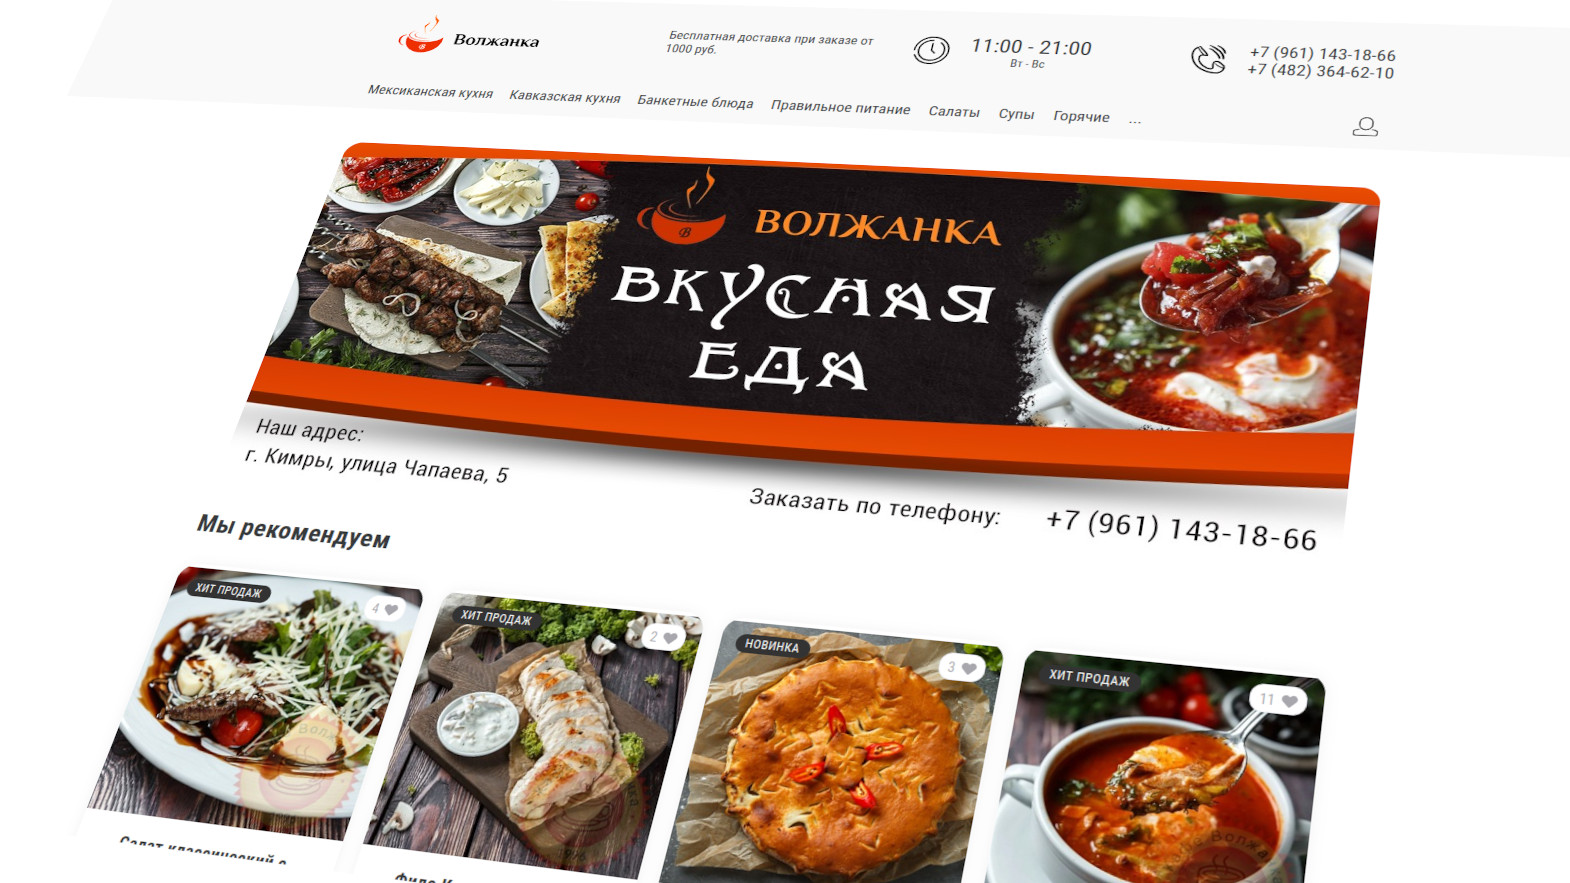 Волжанка
Бесплатная доставка при заказе от
1000 руб.
11:00 - 21:00
Вт - Вс
+7 (961) 143-18-66
+7 (482) 364-62-10
Мексиканская кухня Кавказская кухня Банкетные блюда Правильное питание Салаты Супы Горячие ...
В
ВОЛЖАНКА
ВКУСНАЯ
ЕДА
Наш адрес:
г. Кимры, улица Чапаева, 5
Заказать по телефону: +7 (961) 143-18-66
Мы рекомендуем
ХИТ ПРОДАЖ
4
ХИТ ПРОДАЖ
2
НОВИНКА
3
ХИТ ПРОДАЖ
11
Салат классический с
Филе